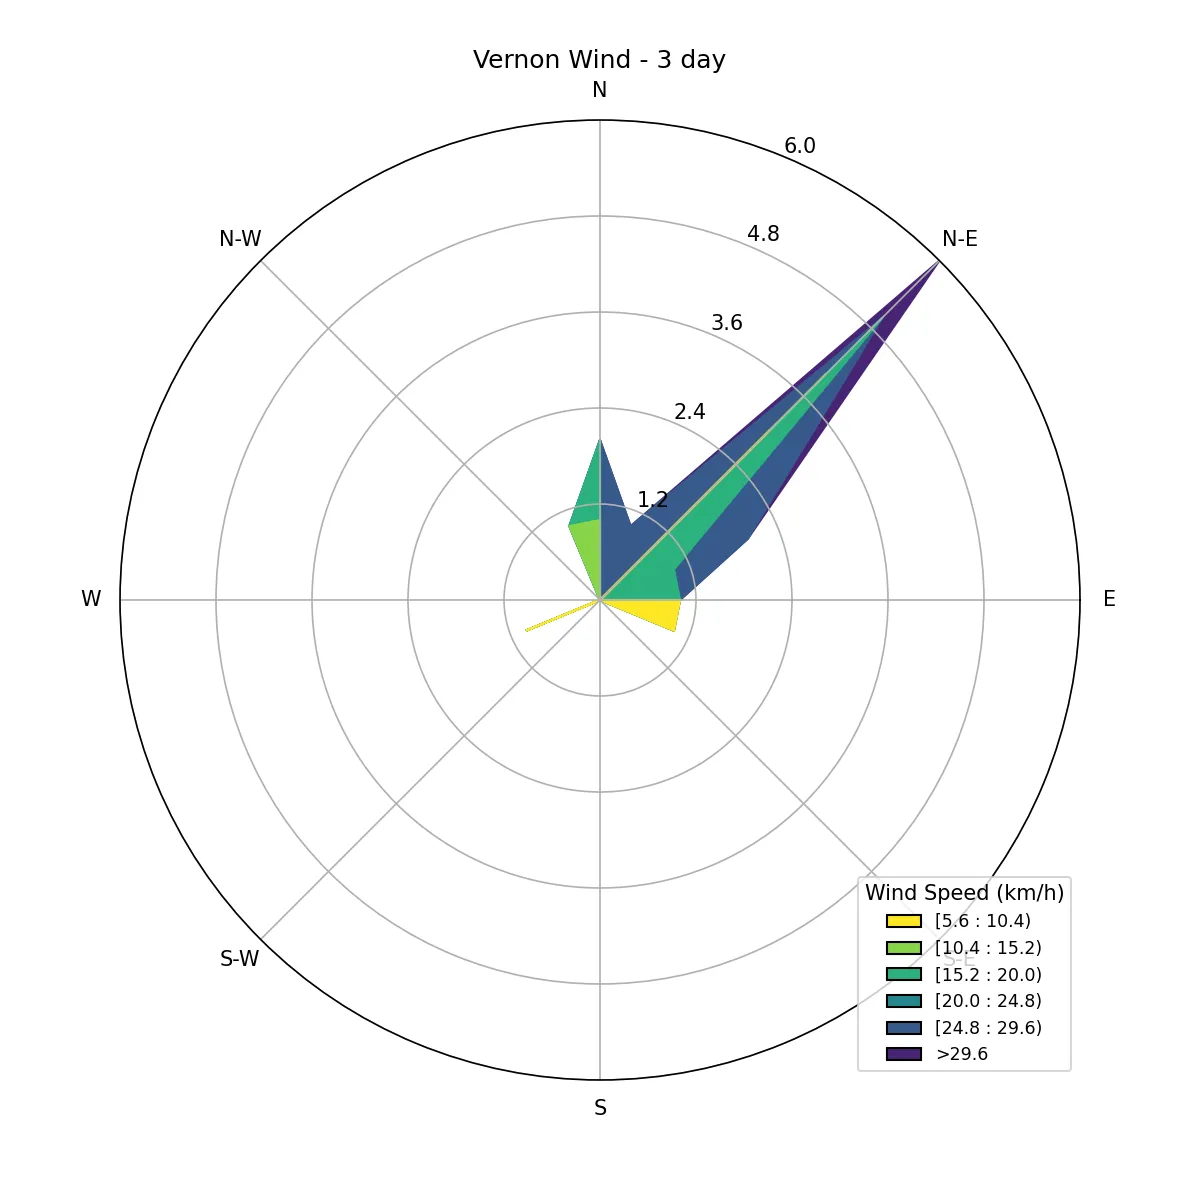 Vernon Wind - 3 day
N
6.0
N-W
4.8
N-E
3.6
2.4
1.2
W
E
S-W
S-E
S
Wind Speed (km/h)
[5.6 : 10.4)
[10.4 : 15.2)
[15.2 : 20.0)
[20.0 : 24.8)
[24.8 : 29.6)
>29.6